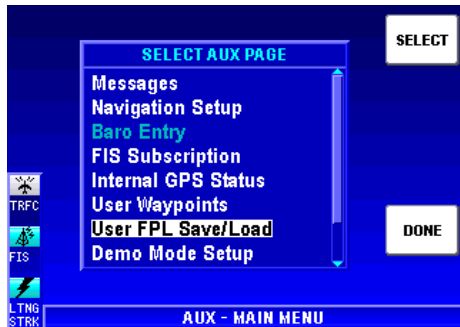 SELECT AUX PAGE
SELECT
Messages
Navigation Setup
Baro Entry
FIS Subscription
Internal GPS Status
User Waypoints
User FPL Save/Load
Demo Mode Setup
DONE
TRFC
FIS
LTNG
STRK
AUX - MAIN MENU